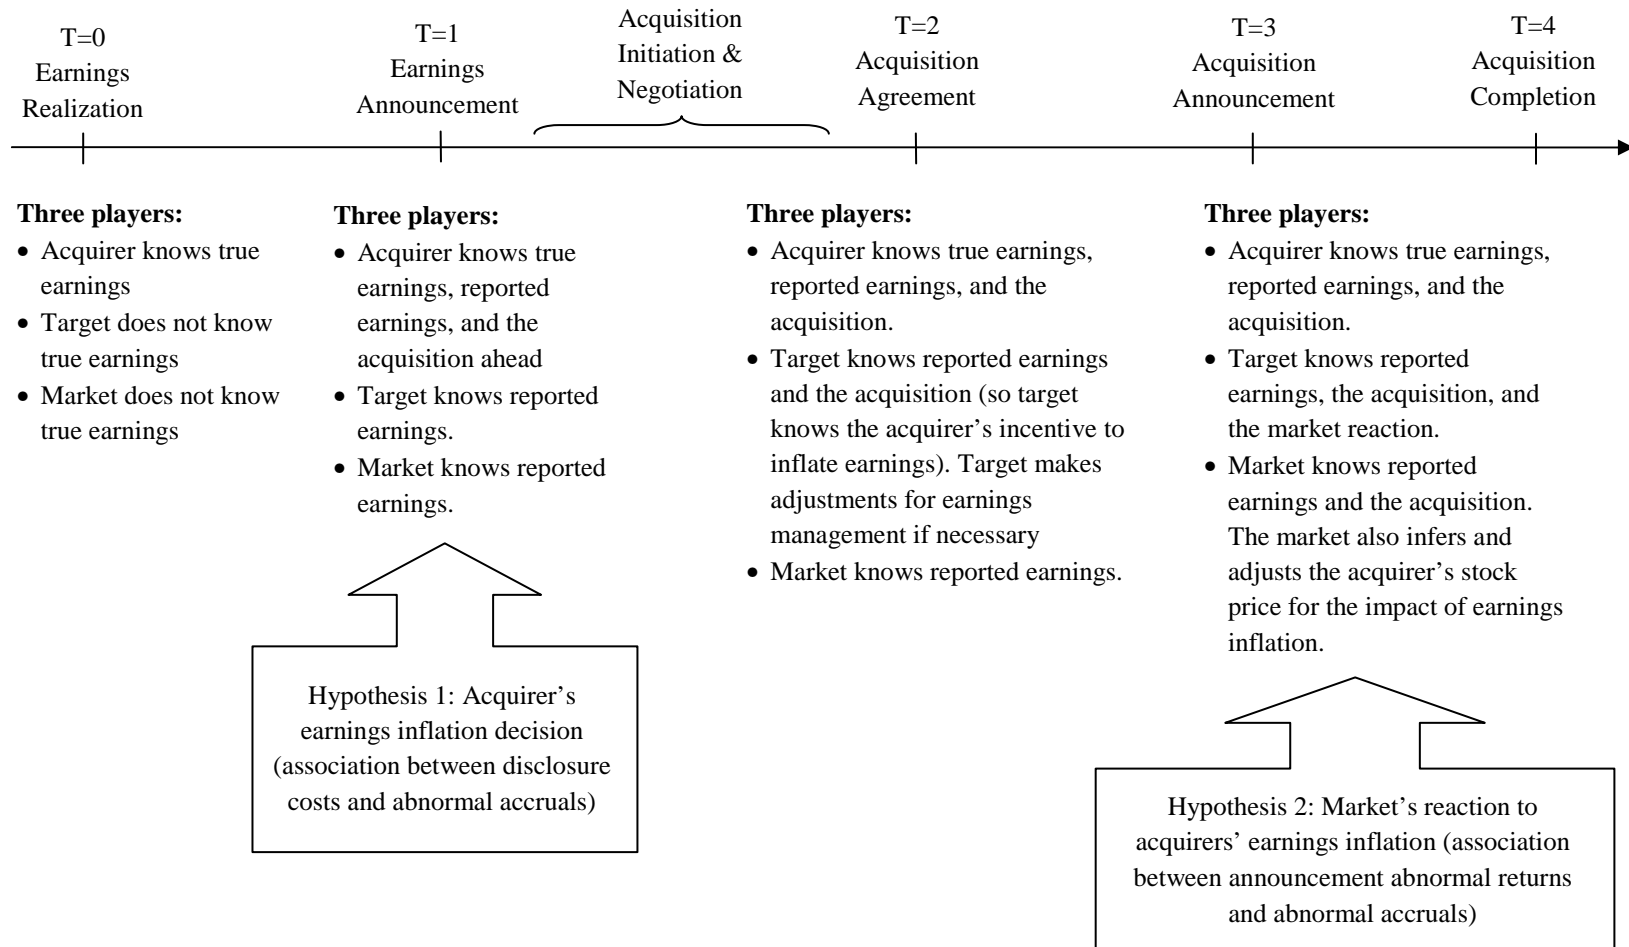 T=0
Earnings
Realization
T=1
Earnings
Announcement
Acquisition
Initiation &
Negotiation
T=2
Acquisition
Agreement
T=3
Acquisition
Announcement
T=4
Acquisition
Completion
Three players:
• Acquirer knows true
earnings
• Target does not know
true earnings
• Market does not know
true earnings
Three players:
• Acquirer knows true
earnings, reported
earnings, and the
acquisition ahead
• Target knows reported
earnings.
• Market knows reported
earnings.
Three players:
• Acquirer knows true earnings,
reported earnings, and the
acquisition.
• Target knows reported earnings
and the acquisition (so target
knows the acquirer’s incentive to
inflate earnings). Target makes
adjustments for earnings
management if necessary
• Market knows reported earnings.
Three players:
• Acquirer knows true earnings,
reported earnings, and the
acquisition.
• Target knows reported
earnings, the acquisition, and
the market reaction.
• Market knows reported
earnings and the acquisition.
The market also infers and
adjusts the acquirer’s stock
price for the impact of earnings
inflation.
Hypothesis 1: Acquirer’s
earnings inflation decision
(association between disclosure
costs and abnormal accruals)
Hypothesis 2: Market’s reaction to
acquirers’ earnings inflation (association
between announcement abnormal returns
and abnormal accruals)